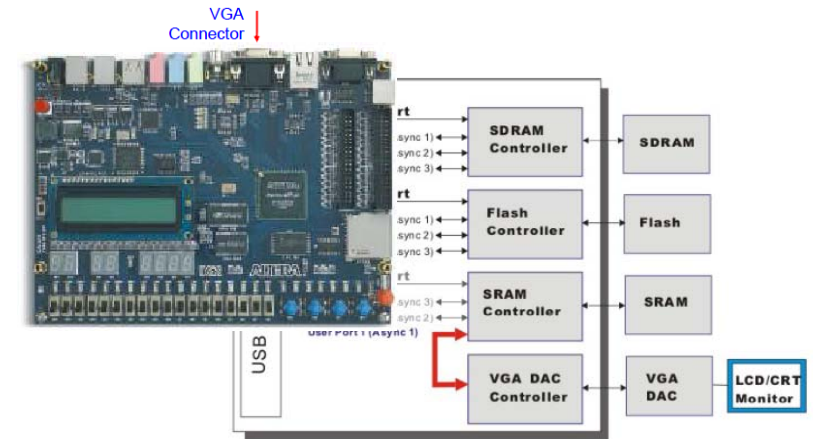 VGA
Connector
rt
SDRAM
Controller
SDRAM
sync 1)
sync 2)
sync 3)
rt
Flash
Controller
Flash
sync 1)
sync 2)
sync 3)
rt
SRAM
Controller
SRAM
sync 3)
sync 2)
User Port 1 (Async 1)
ALTERA
USB
VGA DAC
Controller
VGA
DAC
LCD/CRT
Monitor